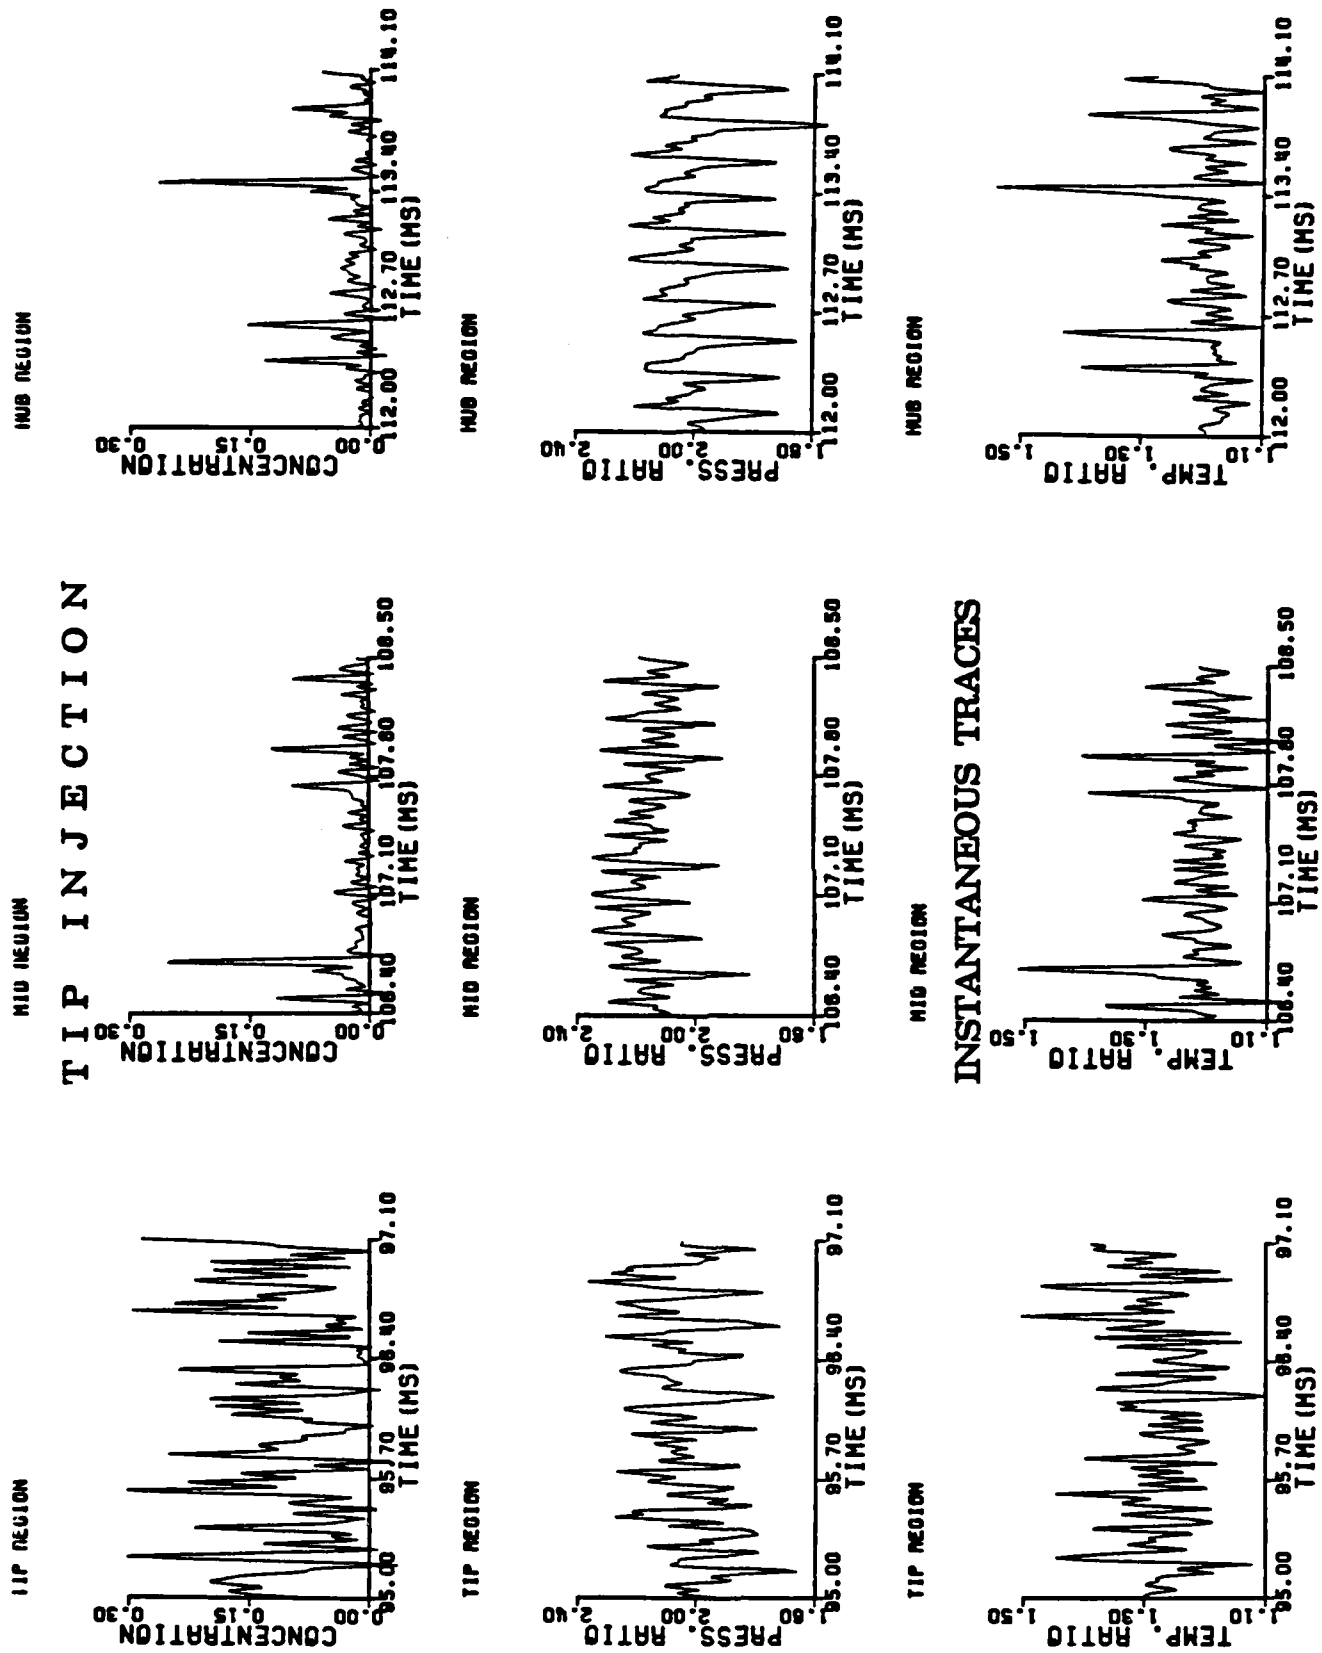 TIP INJECTION
INSTANTANEOUS TRACES
TIP REGION
CONCENTRATION
0.30
0.15
0.00
95.00
95.70
96.40
97.10
TIME (MS)
MID REGION
CONCENTRATION
0.30
0.15
0.00
106.40
107.10
107.80
108.50
TIME (MS)
HUB REGION
CONCENTRATION
0.30
0.15
0.00
112.00
112.70
113.40
114.10
TIME (MS)
TIP REGION
PRESS. RATIO
2.40
2.00
1.60
95.00
95.70
96.40
97.10
TIME (MS)
MID REGION
PRESS. RATIO
2.40
2.00
1.60
106.40
107.10
107.80
108.50
TIME (MS)
HUB REGION
PRESS. RATIO
2.40
2.00
1.60
112.00
112.70
113.40
114.10
TIME (MS)
TIP REGION
TEMP. RATIO
1.50
1.30
1.10
95.00
95.70
96.40
97.10
TIME (MS)
MID REGION
TEMP. RATIO
1.50
1.30
1.10
106.40
107.10
107.80
108.50
TIME (MS)
HUB REGION
TEMP. RATIO
1.50
1.30
1.10
112.00
112.70
113.40
114.10
TIME (MS)